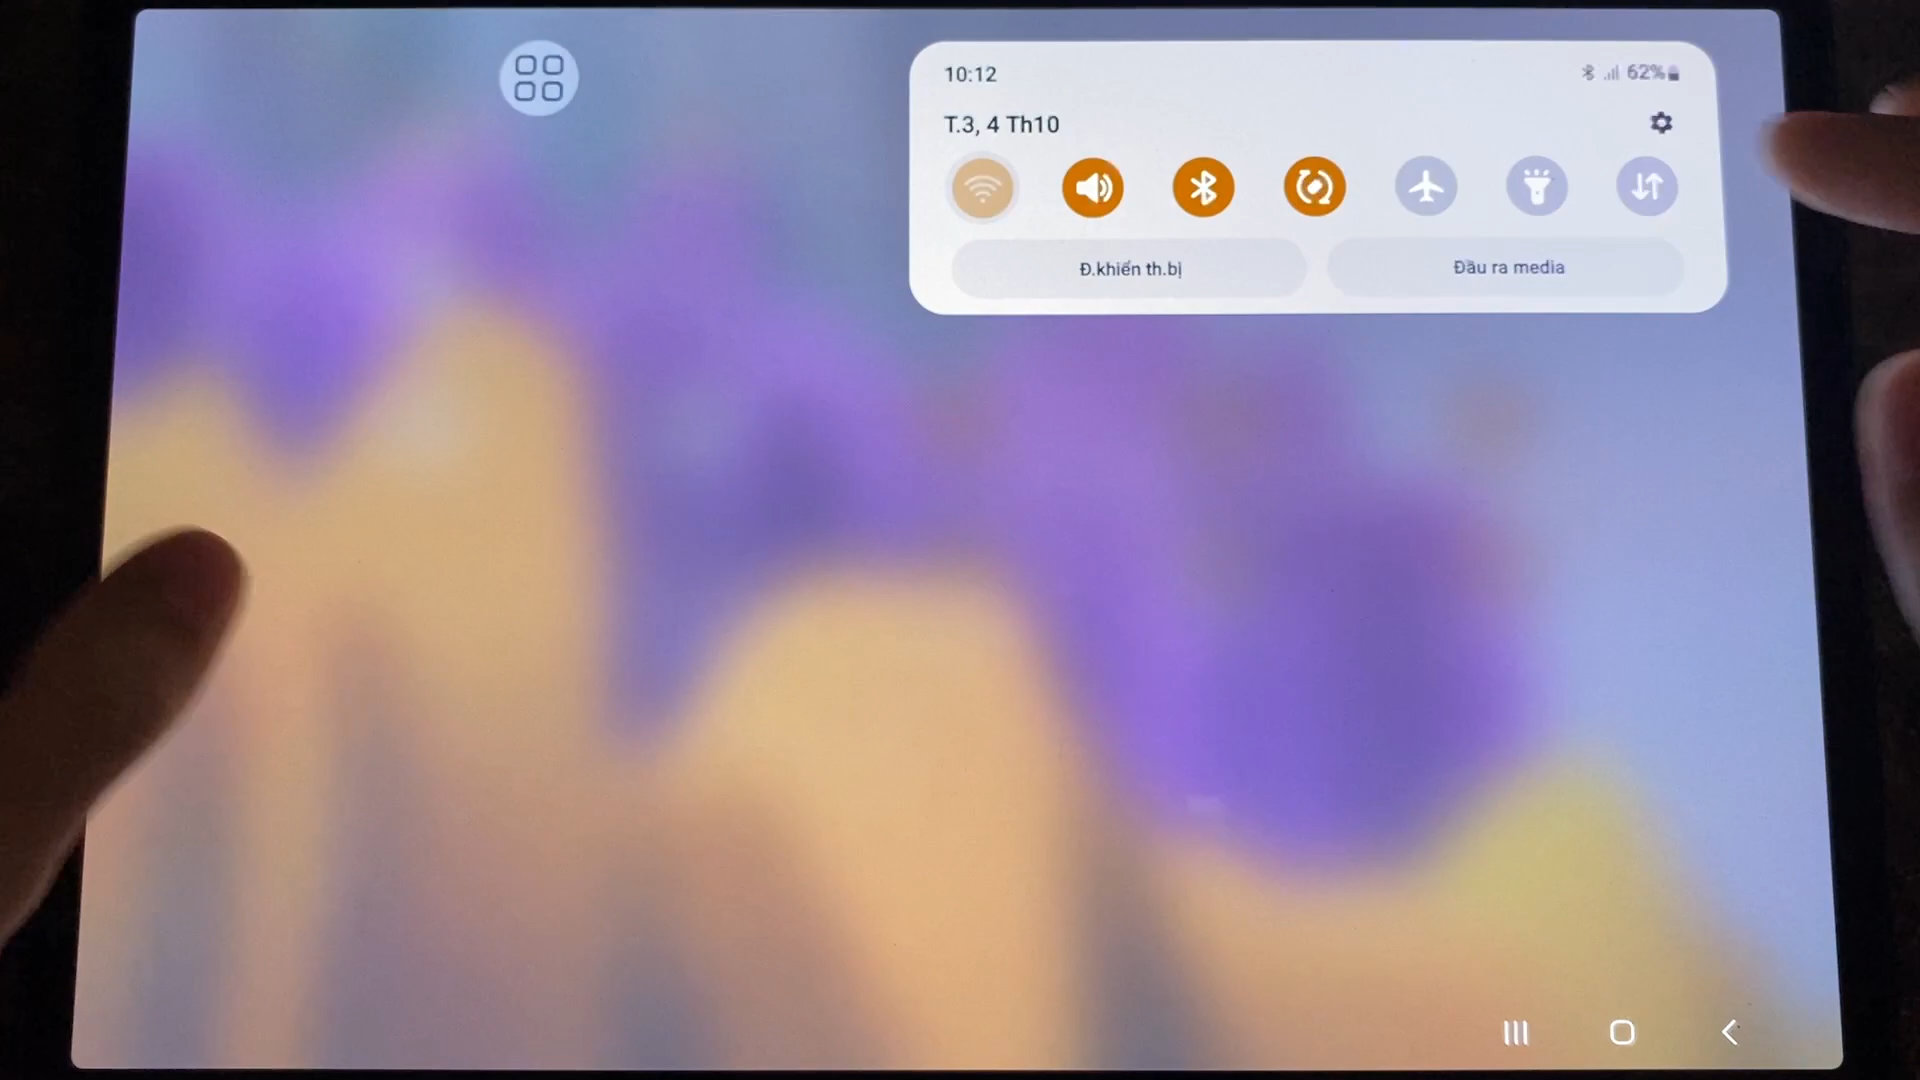 10:12
62%
T.3, 4 Th10
Đ.khiển th.bị
Đầu ra media